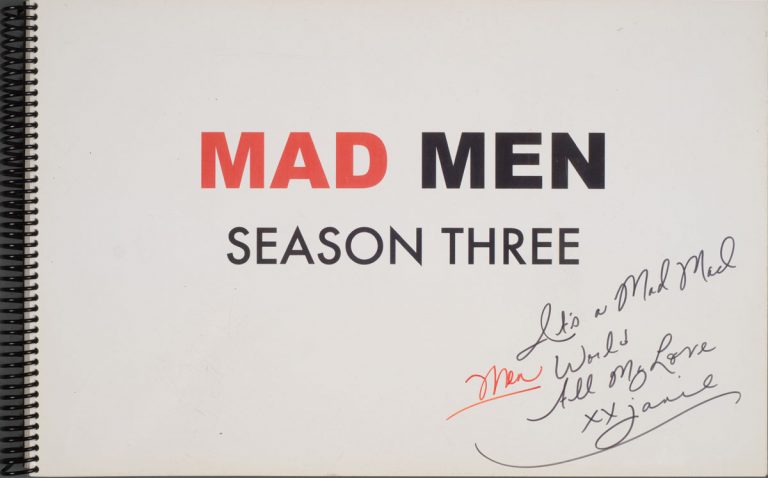 MAD MEN
SEASON THREE
It's a Mad Mad
Men World
All My Love
xx janie